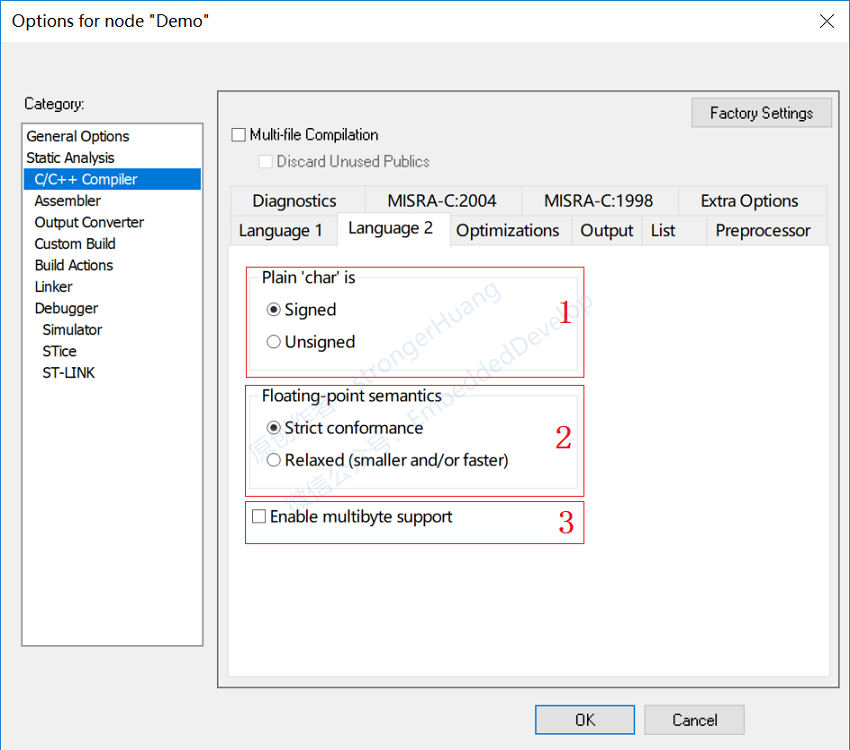 Options for node "Demo"
Category:
General Options
Static Analysis
C/C++ Compiler
Assembler
Output Converter
Custom Build
Build Actions
Linker
Debugger
Simulator
STice
ST-LINK
Factory Settings
Multi-file Compilation
Discard Unused Publics
Diagnostics MISRA-C:2004 MISRA-C:1998 Extra Options
Language 1 Language 2 Optimizations Output List Preprocessor
Plain 'char' is
Signed
Unsigned
1
Floating-point semantics
Strict conformance
Relaxed (smaller and/or faster)
2
Enable multibyte support
3
原创作者：strongerHuang
微信公众号：EmbeddedDevelop
OK Cancel